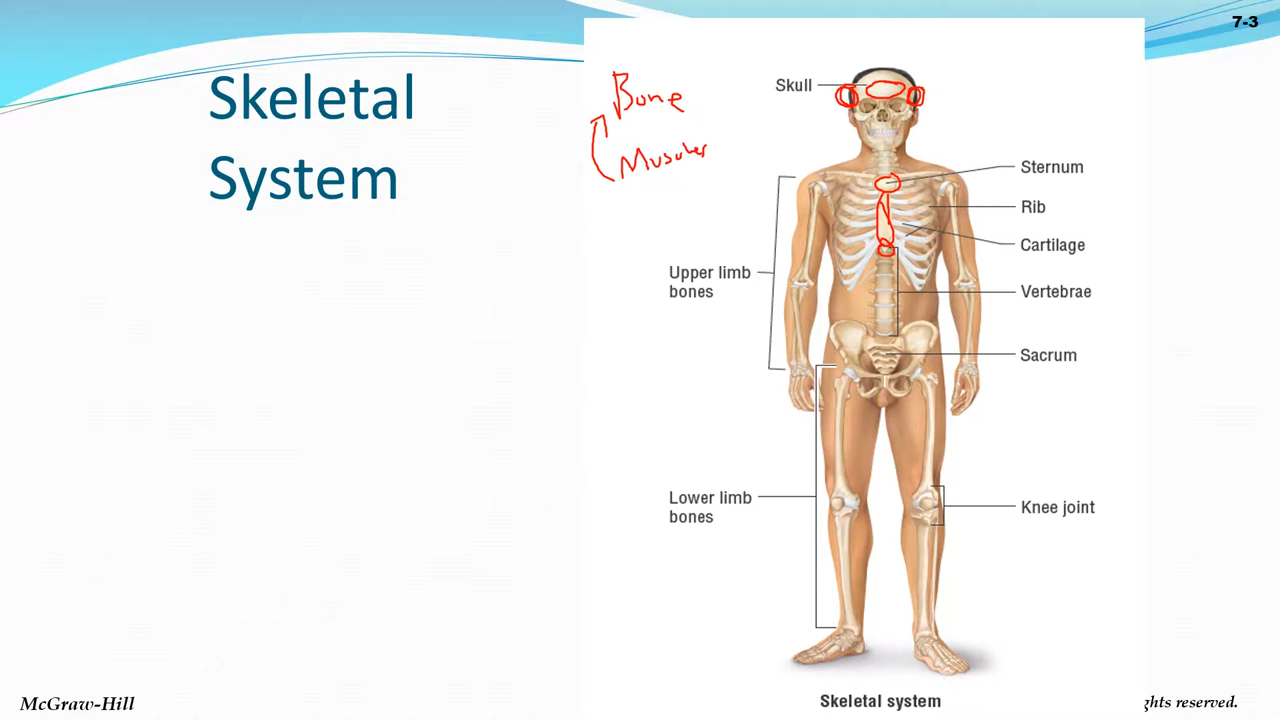 7-3
Skeletal
System
Bone
Muscular
Skull
Sternum
Rib
Cartilage
Upper limb
bones
Vertebrae
Sacrum
Lower limb
bones
Knee joint
Skeletal system
McGraw-Hill
ghts reserved.